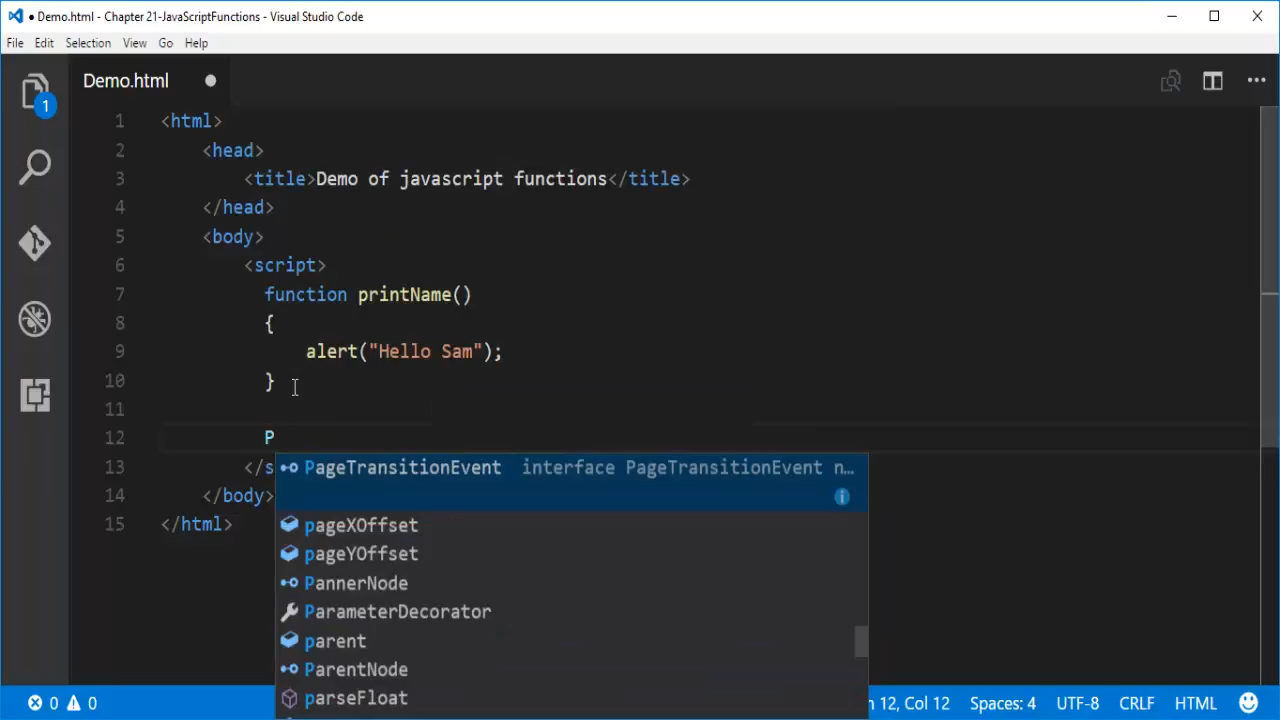 ● Demo.html - Chapter 21-JavaScriptFunctions - Visual Studio Code
File Edit Selection View Go Help
Demo.html ●
1
1 <html>
2 <head>
3 <title>Demo of javascript functions</title>
4 </head>
5 <body>
6 <script>
7 function printName()
8 {
9 alert("Hello Sam");
10 }
11
12 P
13 </s
14 </body>
15 </html>
PageTransitionEvent interface PageTransitionEvent n…
pageXOffset
pageYOffset
PannerNode
ParameterDecorator
parent
ParentNode
parseFloat
0 0 12, Col 12 Spaces: 4 UTF-8 CRLF HTML